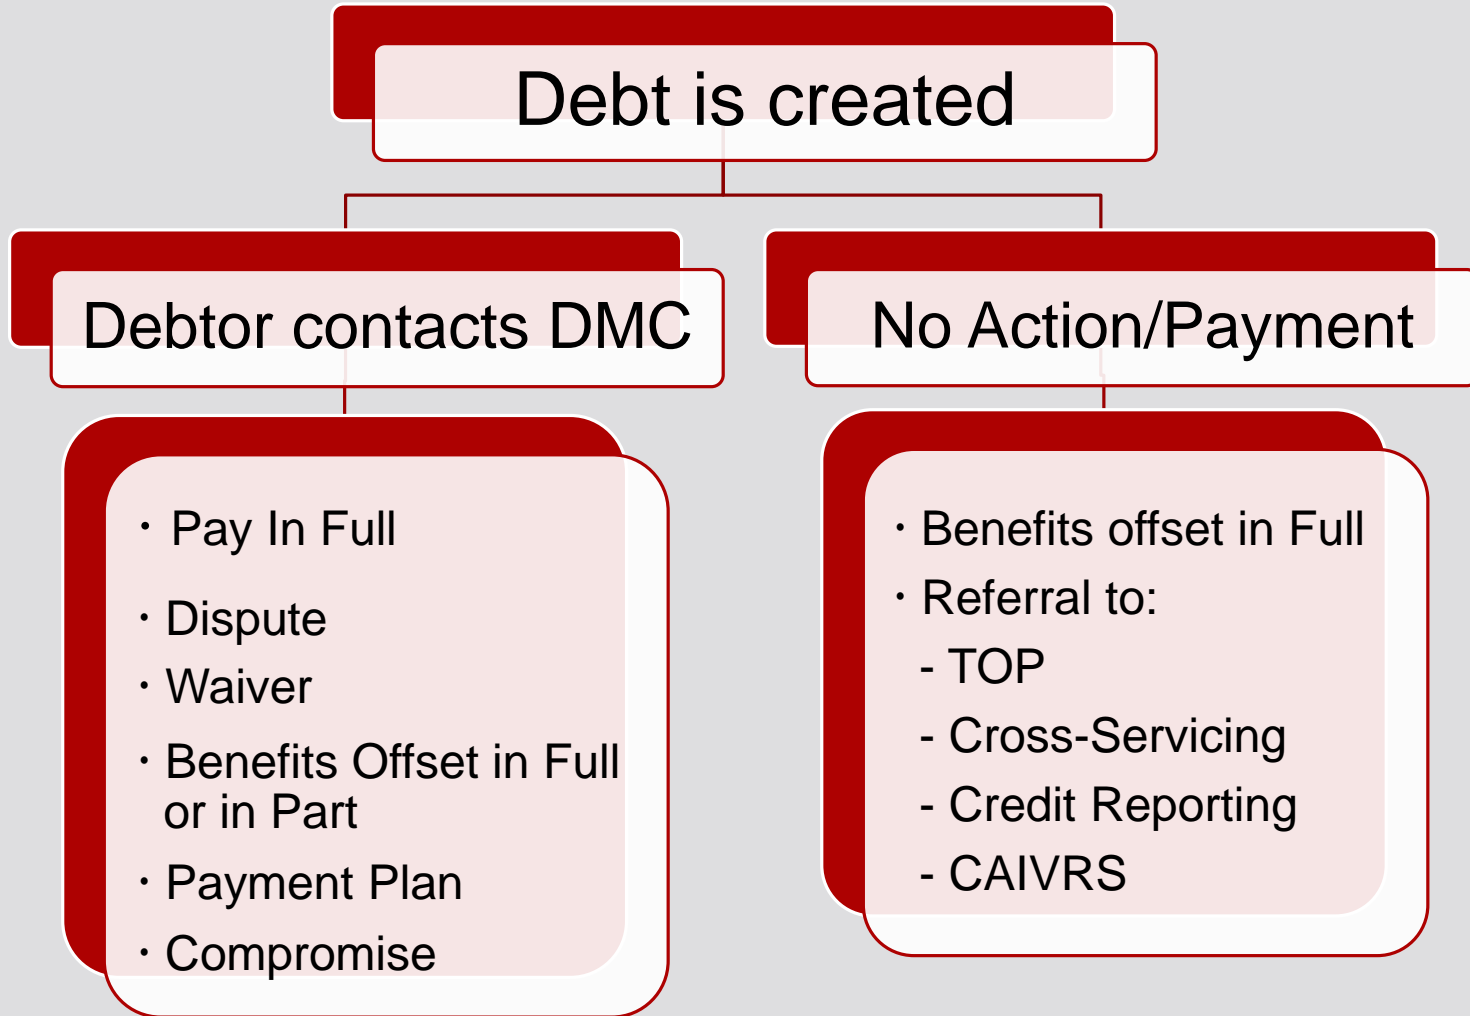 Debt is created
Debtor contacts DMC
No Action/Payment
· Pay In Full
· Dispute
· Waiver
· Benefits Offset in Full
or in Part
· Payment Plan
· Compromise
· Benefits offset in Full
· Referral to:
- TOP
- Cross-Servicing
- Credit Reporting
- CAIVRS